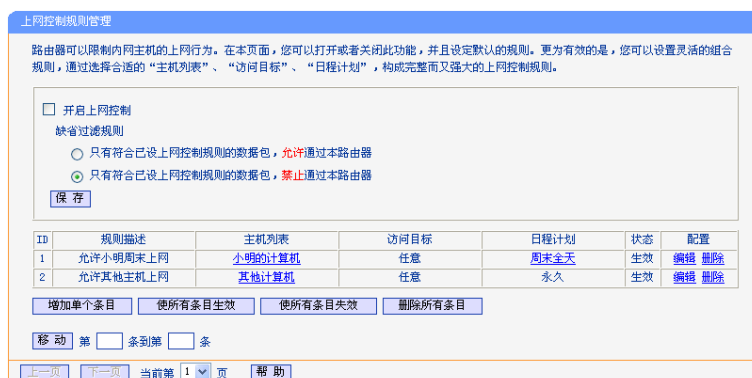 上网控制规则管理
路由器可以限制内网主机的上网行为。在本页面，您可以打开或者关闭此功能，并且设定默认的规则。更为有效的是，您可以设置灵活的组合
规则，通过选择合适的“主机列表”、“访问目标”、“日程计划”，构成完整而又强大的上网控制规则。
开启上网控制
缺省过滤规则
只有符合已设上网控制规则的数据包，允许通过本路由器
只有符合已设上网控制规则的数据包，禁止通过本路由器
保 存
ID 规则描述 主机列表 访问目标 日程计划 状态 配置
1 允许小明周末上网 小明的计算机 任意 周末全天 生效 编辑 删除
2 允许其他主机上网 其他计算机 任意 永久 生效 编辑 删除
增加单个条目 使所有条目生效 使所有条目失效 删除所有条目
移 动 第 条到第 条
上一页 下一页 当前第 1 页 帮 助